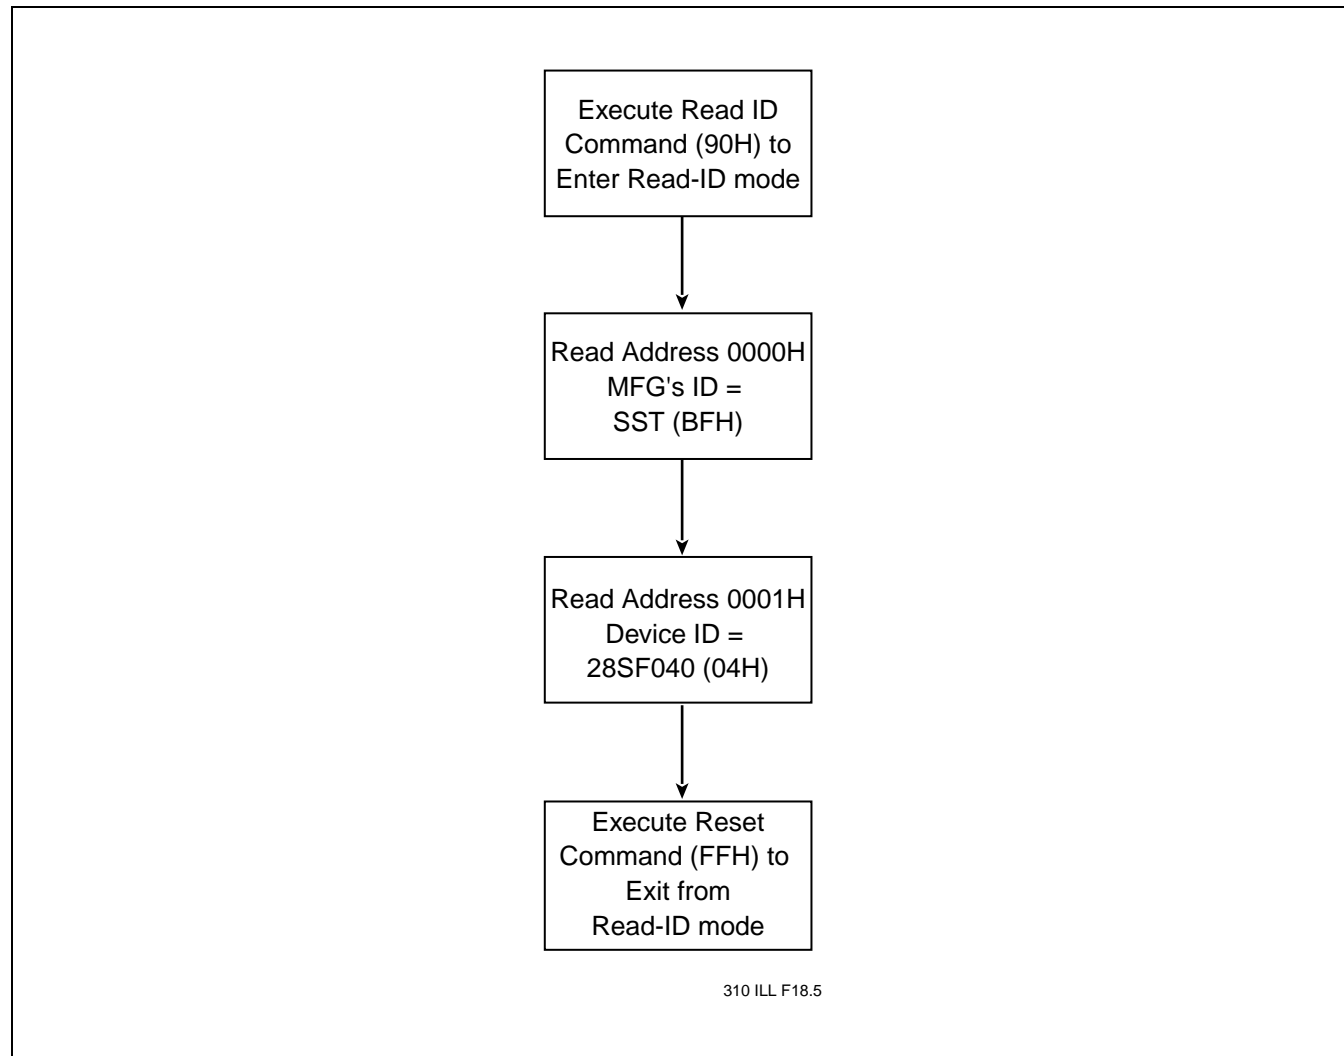 Execute Read ID
Command (90H) to
Enter Read-ID mode
Read Address 0000H
MFG's ID =
SST (BFH)
Read Address 0001H
Device ID =
28SF040 (04H)
Execute Reset
Command (FFH) to
Exit from
Read-ID mode
310 ILL F18.5